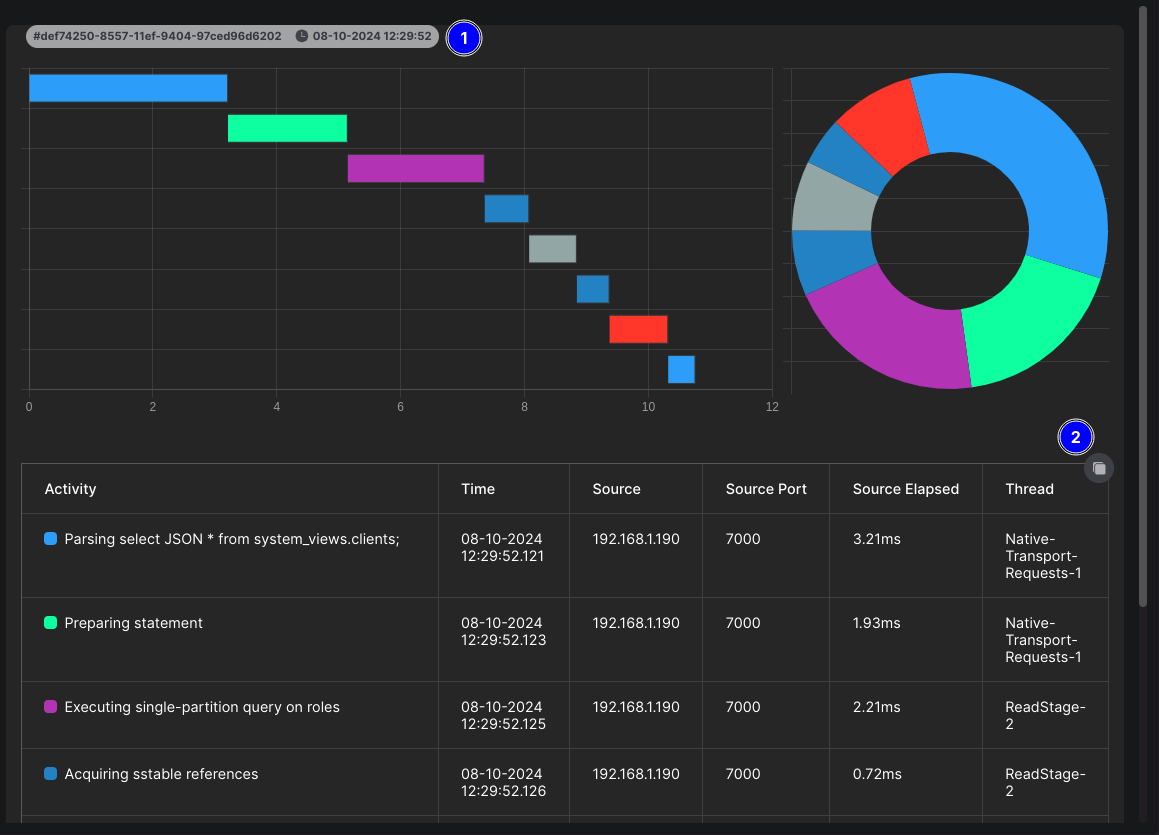 #def74250-8557-11ef-9404-97ced96d6202 08-10-2024 12:29:52 1
0 2 4 6 8 10 12
2
Activity Time Source Source Port Source Elapsed Thread
Parsing select JSON * from system_views.clients; 08-10-2024 192.168.1.190 7000 3.21ms Native-
12:29:52.121 Transport-
Requests-1
Preparing statement 08-10-2024 192.168.1.190 7000 1.93ms Native-
12:29:52.123 Transport-
Requests-1
Executing single-partition query on roles 08-10-2024 192.168.1.190 7000 2.21ms ReadStage-
12:29:52.125 2
Acquiring sstable references 08-10-2024 192.168.1.190 7000 0.72ms ReadStage-
12:29:52.126 2